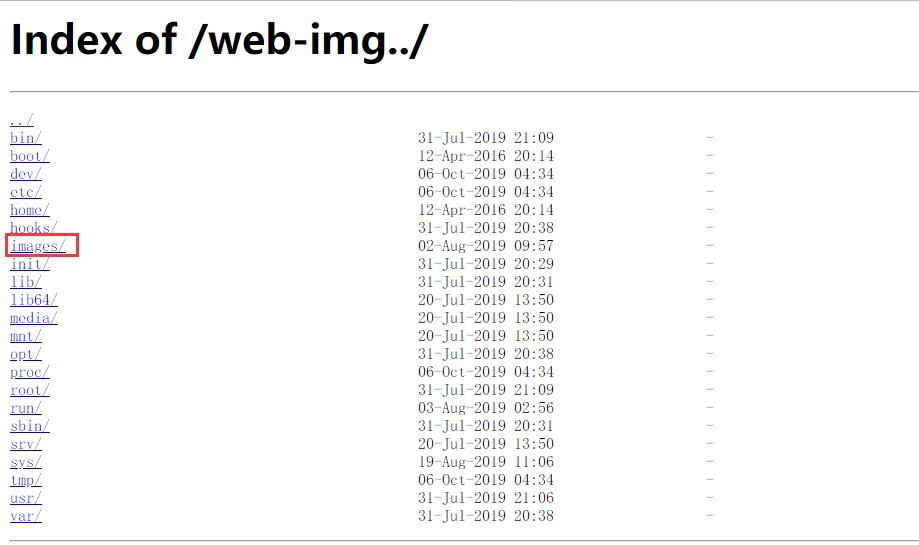 Index of /web-img../
../
bin/ 31-Jul-2019 21:09 -
boot/ 12-Apr-2016 20:14 -
dev/ 06-Oct-2019 04:34 -
etc/ 06-Oct-2019 04:34 -
home/ 12-Apr-2016 20:14 -
hooks/ 31-Jul-2019 20:38 -
images/ 02-Aug-2019 09:57 -
init/ 31-Jul-2019 20:29 -
lib/ 31-Jul-2019 20:31 -
lib64/ 20-Jul-2019 13:50 -
media/ 20-Jul-2019 13:50 -
mnt/ 20-Jul-2019 13:50 -
opt/ 31-Jul-2019 20:38 -
proc/ 06-Oct-2019 04:34 -
root/ 31-Jul-2019 21:09 -
run/ 03-Aug-2019 02:56 -
sbin/ 31-Jul-2019 20:31 -
srv/ 20-Jul-2019 13:50 -
sys/ 19-Aug-2019 11:06 -
tmp/ 06-Oct-2019 04:34 -
usr/ 31-Jul-2019 21:06 -
var/ 31-Jul-2019 20:38 -